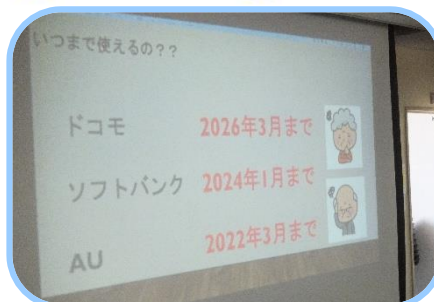 いつまで使えるの？？
ドコモ 2026年3月まで
ソフトバンク 2024年1月まで
AU 2022年3月まで